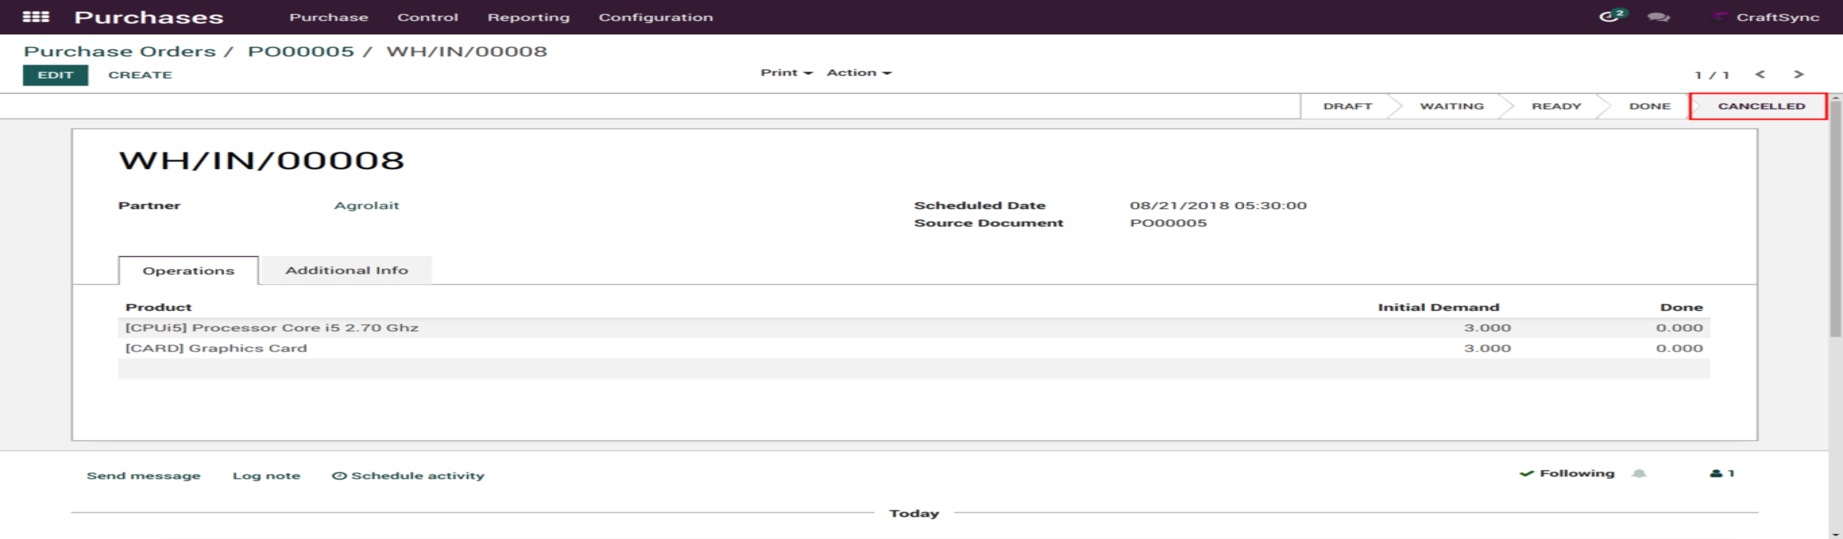 Purchases Purchase Control Reporting Configuration 2 CraftSync
Purchase Orders / PO00005 / WH/IN/00008
EDIT CREATE Print Action 1 / 1 < >
DRAFT WAITING READY DONE CANCELLED
WH/IN/00008
Partner Agrolait Scheduled Date 08/21/2018 05:30:00
Source Document PO00005
Operations Additional Info
Product Initial Demand Done
[CPUi5] Processor Core i5 2.70 Ghz 3.000 0.000
[CARD] Graphics Card 3.000 0.000
Send message Log note Schedule activity Following 1
Today